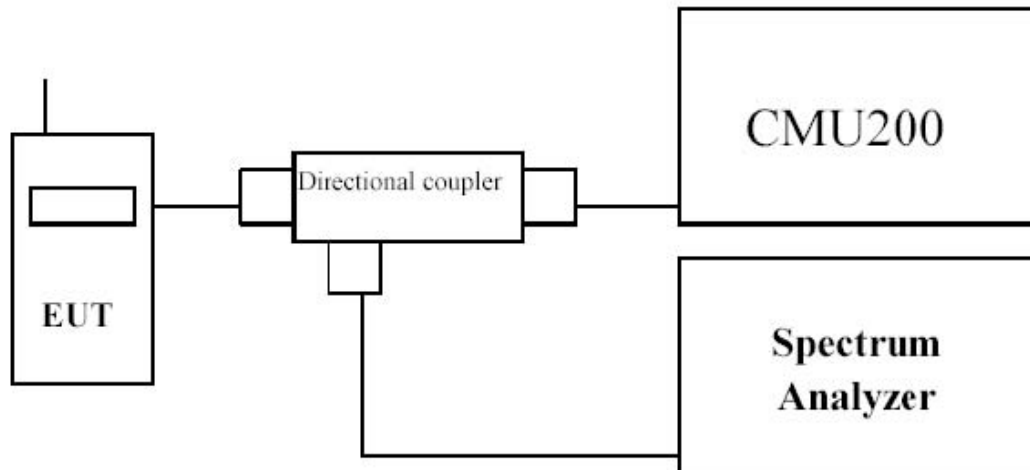 CMU200
Directional coupler
EUT
Spectrum
Analyzer